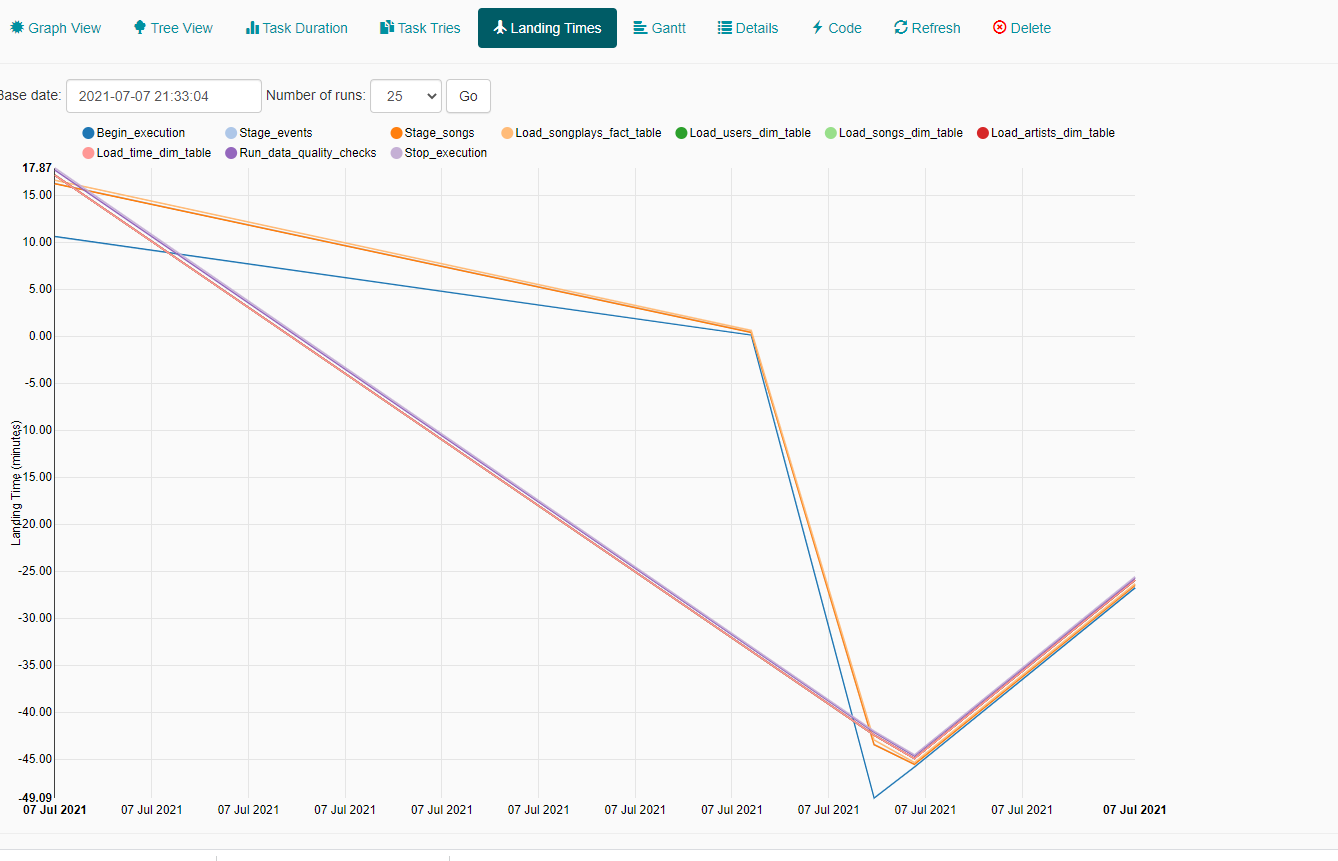 Graph View Tree View Task Duration Task Tries Landing Times Gantt Details Code Refresh Delete
Base date: 2021-07-07 21:33:04 Number of runs: 25 Go
Begin_execution Stage_events Stage_songs Load_songplays_fact_table Load_users_dim_table Load_songs_dim_table Load_artists_dim_table
Load_time_dim_table Run_data_quality_checks Stop_execution
17.87
15.00
10.00
5.00
0.00
-5.00
-10.00
-15.00
-20.00
-25.00
-30.00
-35.00
-40.00
-45.00
-49.09
Landing Time (minutes)
07 Jul 2021 07 Jul 2021 07 Jul 2021 07 Jul 2021 07 Jul 2021 07 Jul 2021 07 Jul 2021 07 Jul 2021 07 Jul 2021 07 Jul 2021 07 Jul 2021 07 Jul 2021